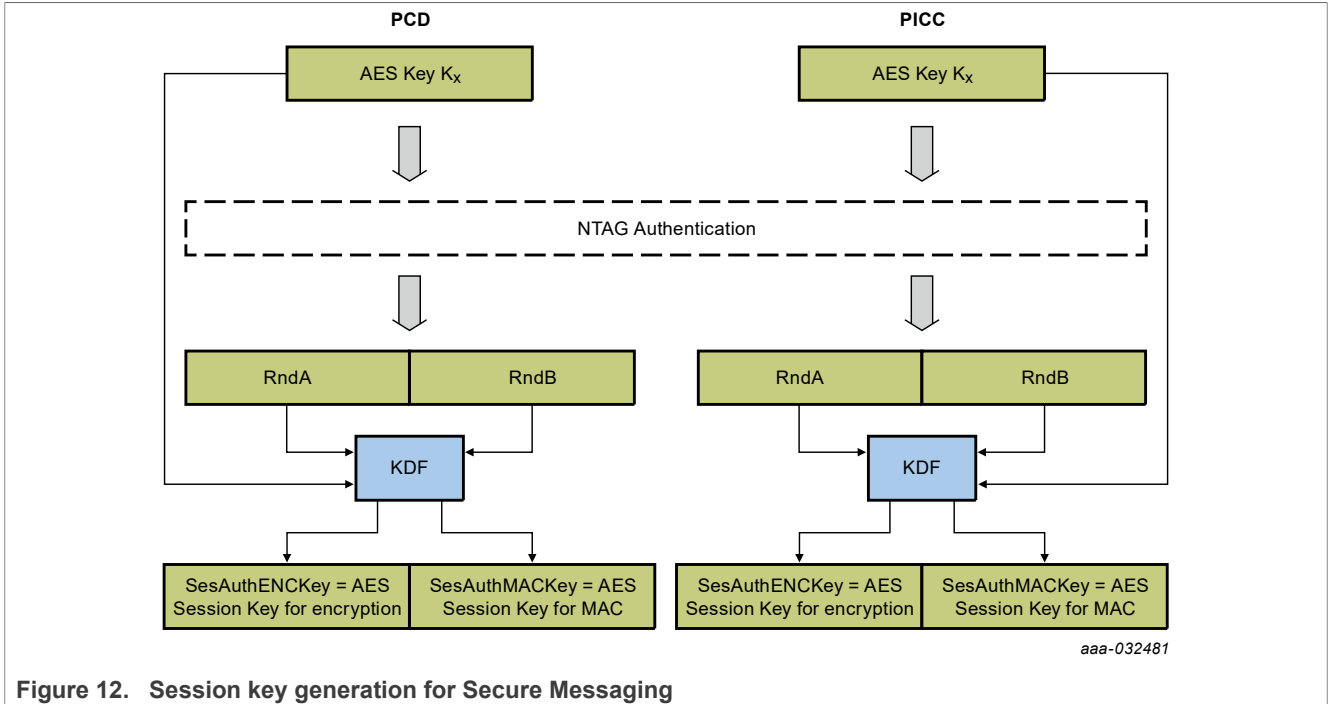 PCD PICC
AES Key Kx AES Key Kx
NTAG Authentication
RndA RndB RndA RndB
KDF KDF
SesAuthENCKey = AES SesAuthMACKey = AES SesAuthENCKey = AES SesAuthMACKey = AES
Session Key for encryption Session Key for MAC Session Key for encryption Session Key for MAC
aaa-032481
Figure 12. Session key generation for Secure Messaging